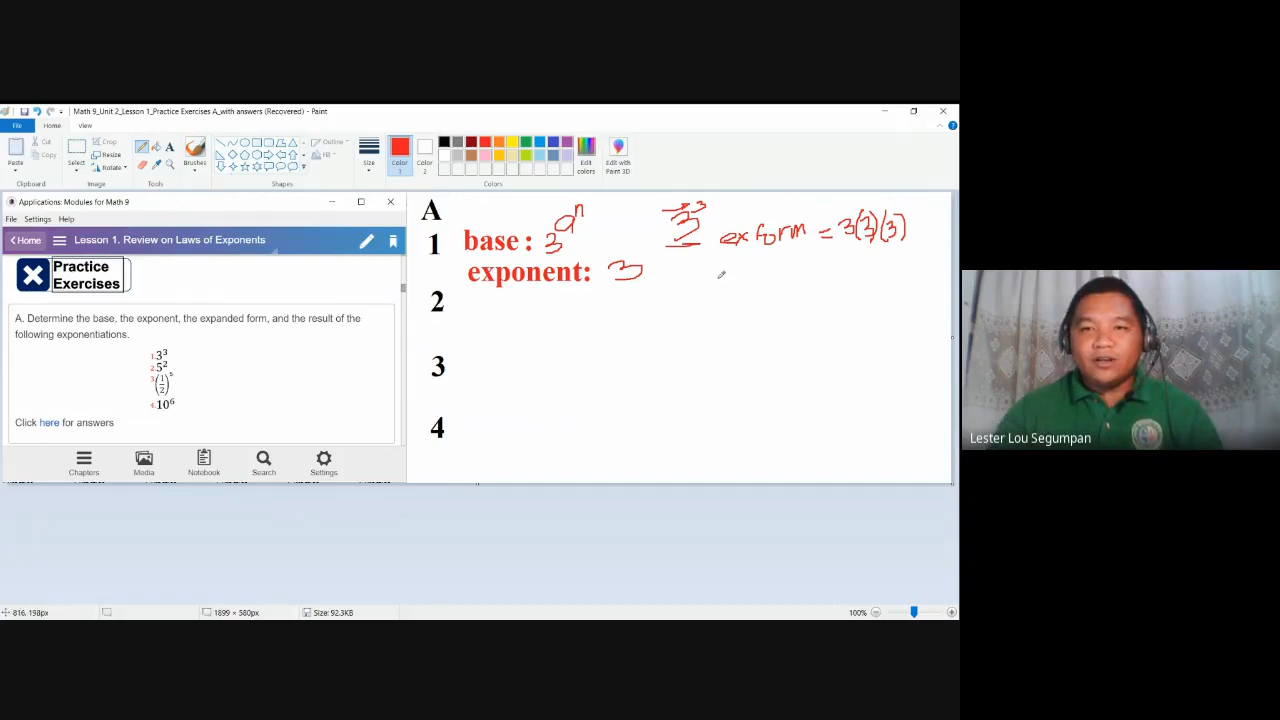 Math 9_Unit 2_Lesson 1_Practice Exercises A_with answers (Recovered) - Paint
File Home View
Paste Cut Copy Select Crop Resize Rotate Brushes Outline Fill Size Color 1 Color 2 Edit colors Edit with Paint 3D
Clipboard Image Tools Shapes Colors
Applications: Modules for Math 9
File Settings Help
Home Lesson 1. Review on Laws of Exponents
Practice
Exercises
A. Determine the base, the exponent, the expanded form, and the result of the
following exponentiations.
1. 3³
2. 5²
3. (1/2)⁵
4. 10⁶
Click here for answers
Chapters Media Notebook Search Settings
A
1 base: 3 aⁿ 3³ ex form = 3(3)(3)
exponent: 3
2
3
4
Lester Lou Segumpan
816, 198px 1899 × 580px Size: 92.3KB 100%